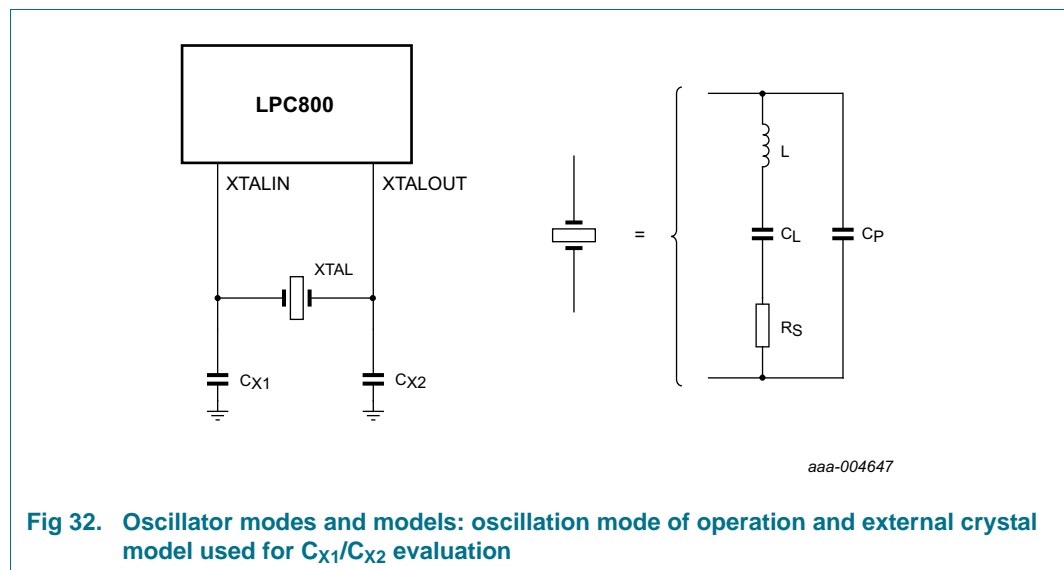 LPC800
XTALIN
XTALOUT
XTAL
CX1
CX2
=
L
CL
CP
RS
aaa-004647
Fig 32. Oscillator modes and models: oscillation mode of operation and external crystal
model used for CX1/CX2 evaluation